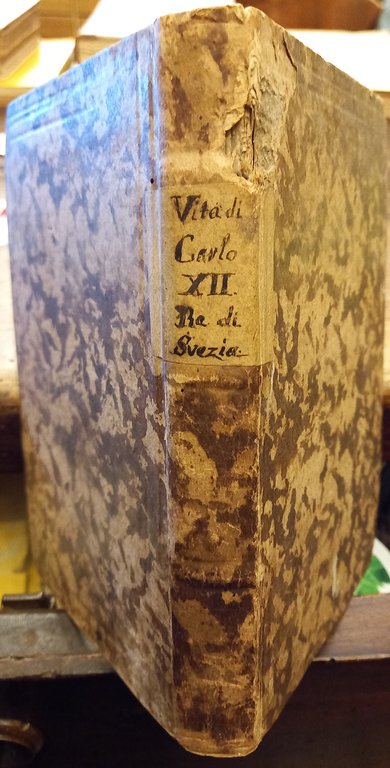 Vita di
Carlo
XII.
Re di
Svezia.